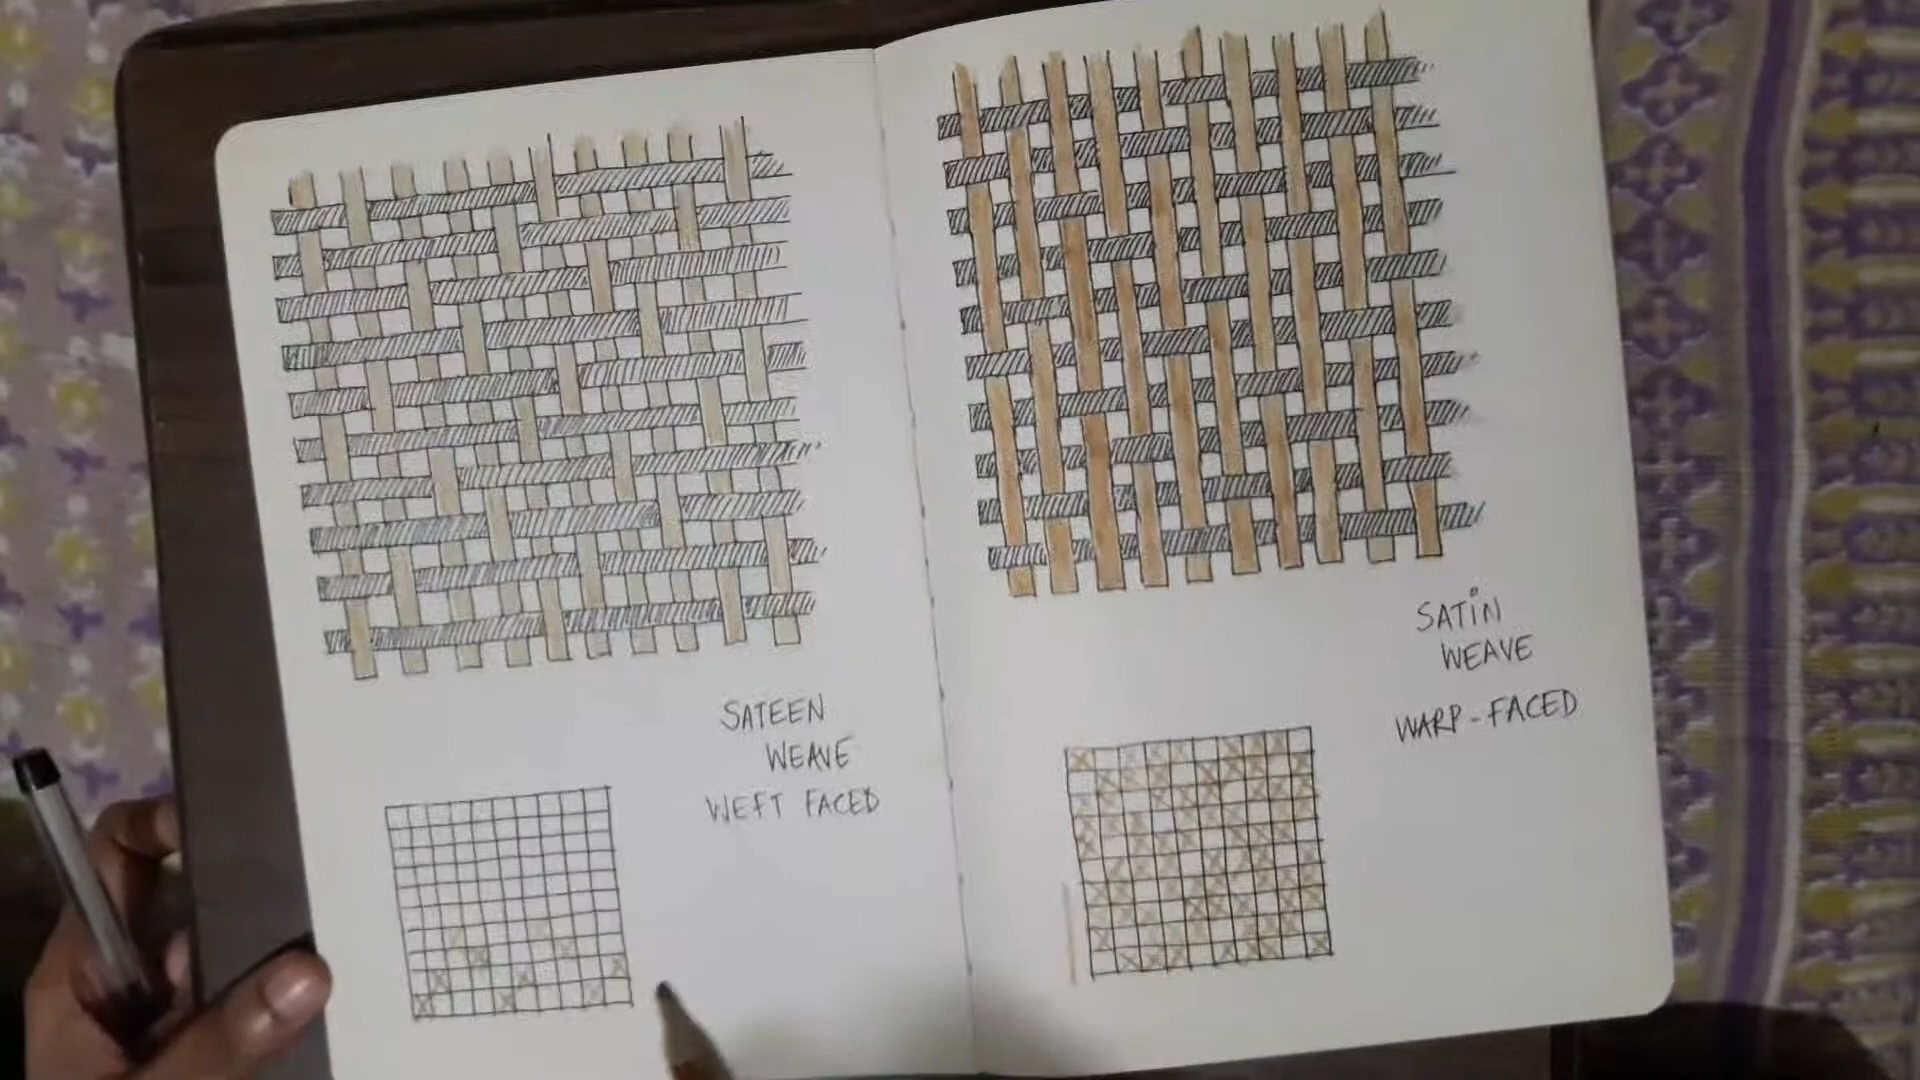 SATEEN
WEAVE
WEFT FACED
SATIN
WEAVE
WARP-FACED